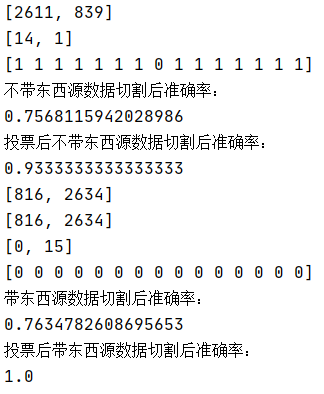 [2611, 839]
[14, 1]
[1 1 1 1 1 1 1 0 1 1 1 1 1 1 1]
不带东西源数据切割后准确率：
0.7568115942028986
投票后不带东西源数据切割后准确率：
0.9333333333333333
[816, 2634]
[816, 2634]
[0, 15]
[0 0 0 0 0 0 0 0 0 0 0 0 0 0 0]
带东西源数据切割后准确率：
0.7634782608695653
投票后带东西源数据切割后准确率：
1.0